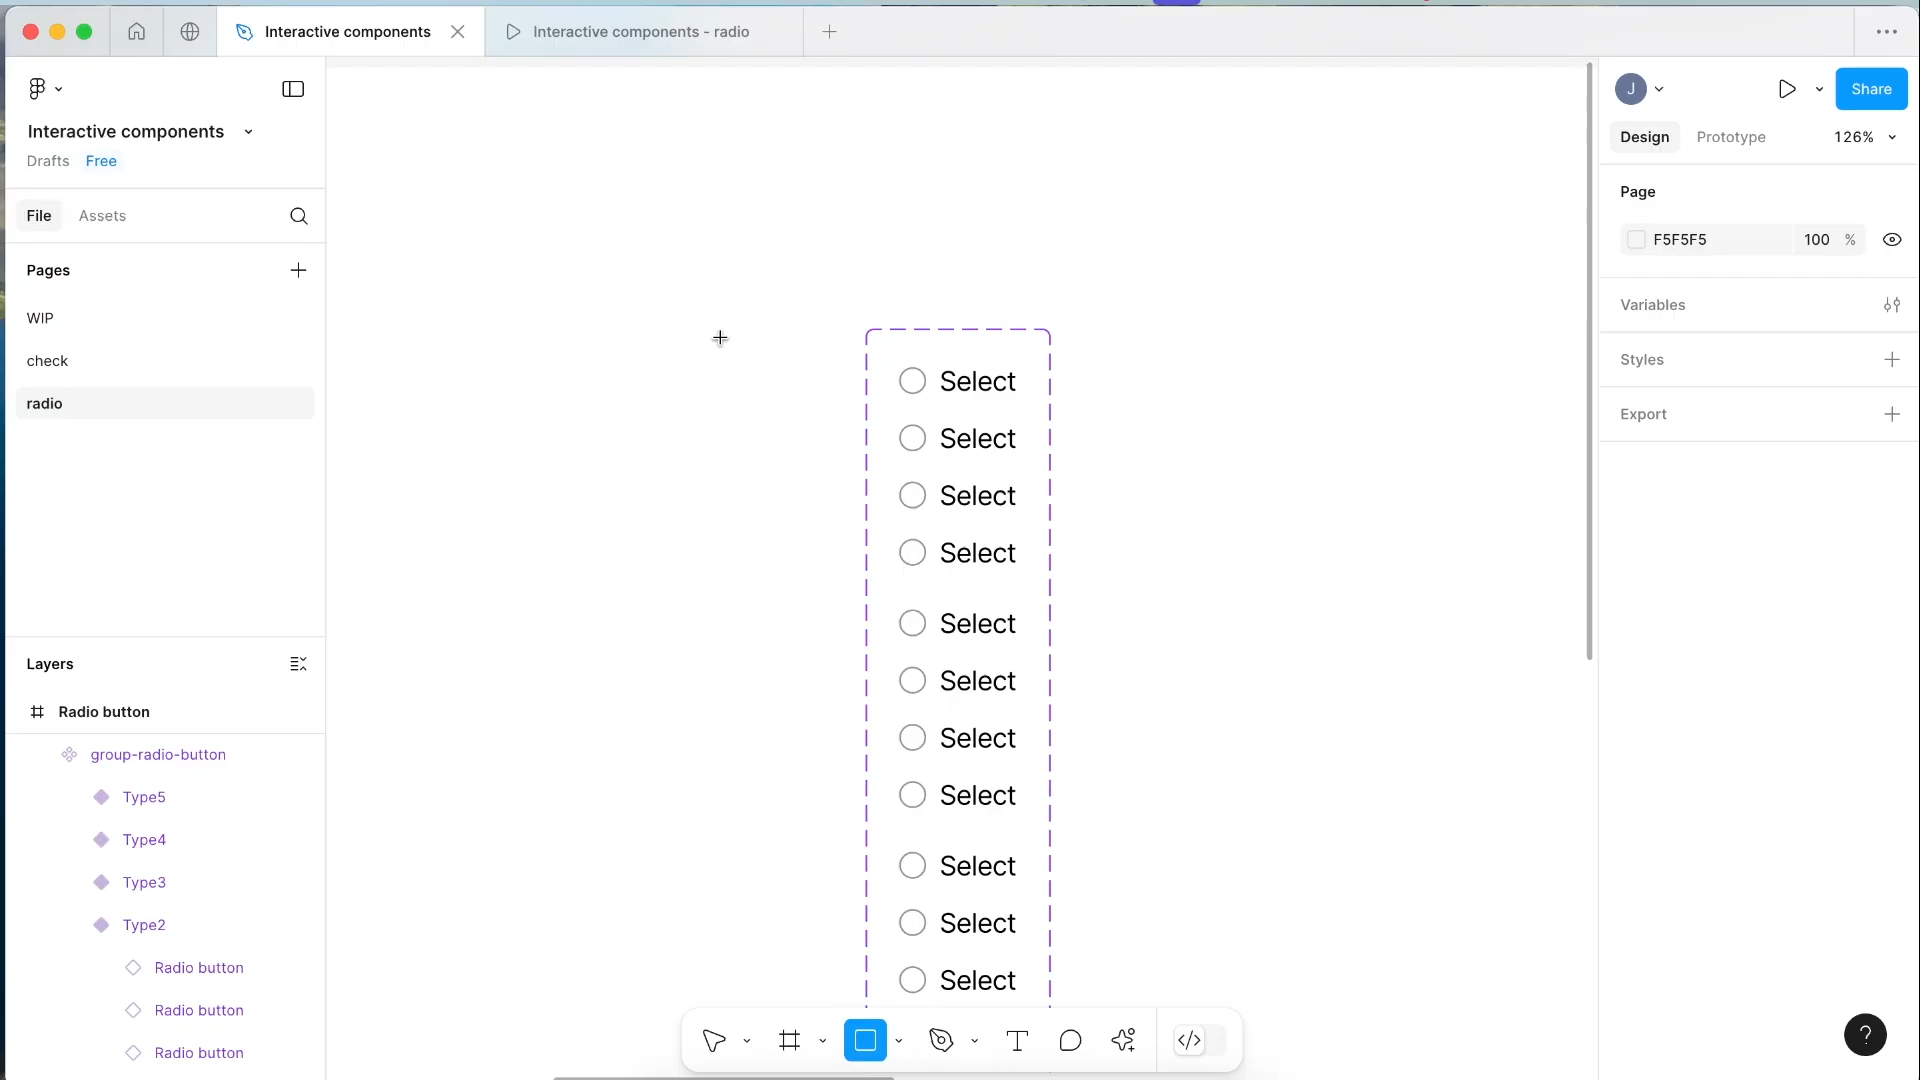 Interactive components
Interactive components - radio
Interactive components
Drafts Free
File Assets
Pages
WIP
check
radio
Layers
Radio button
group-radio-button
Type5
Type4
Type3
Type2
Radio button
Radio button
Radio button
Select
Select
Select
Select
Select
Select
Select
Select
Select
Select
Select
J
Share
Design Prototype 126%
Page
F5F5F5 100 %
Variables
Styles
Export
?